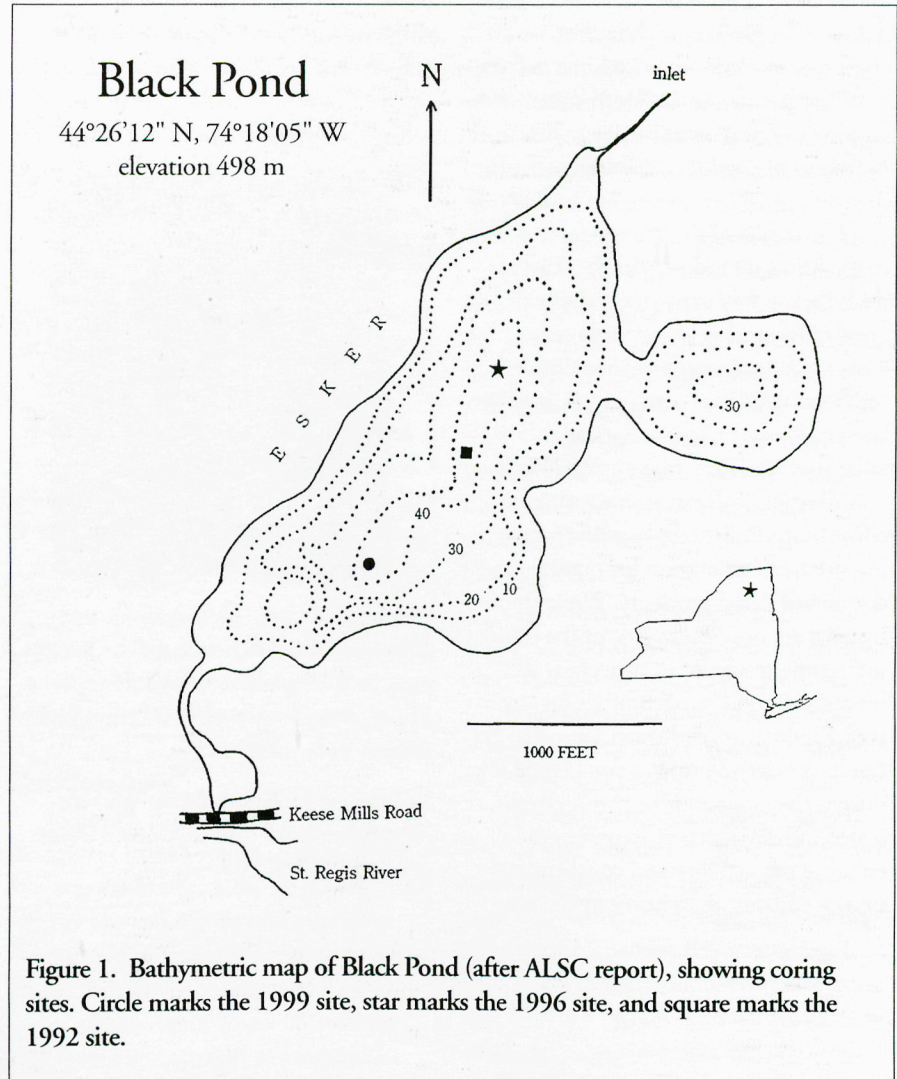 Black Pond
44°26'12" N, 74°18'05" W
elevation 498 m
N
inlet
E S K E R
30
40
30
20
10
1000 FEET
Keese Mills Road
St. Regis River
Figure 1. Bathymetric map of Black Pond (after ALSC report), showing coring
sites. Circle marks the 1999 site, star marks the 1996 site, and square marks the
1992 site.